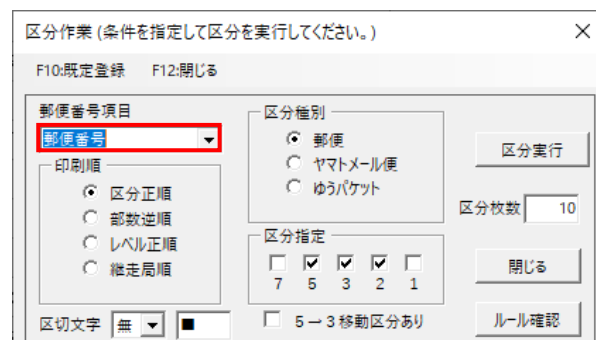 区分作業 (条件を指定して区分を実行してください。)
F10:既定登録 F12:閉じる
郵便番号項目
郵便番号
印刷順
区分正順
部数逆順
レベル正順
継走局順
区切文字 無 ■
区分種別
郵便
ヤマトメール便
ゆうパケット
区分指定
7 5 3 2 1
5→3移動区分あり
区分実行
区分枚数 10
閉じる
ルール確認